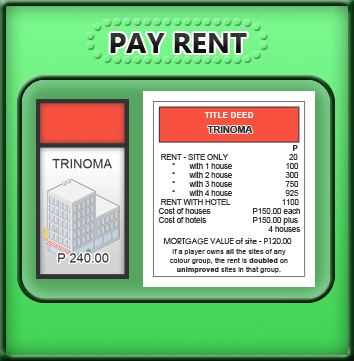 PAY RENT
TRINOMA
P 240.00
TITLE DEED
TRINOMA
P
RENT - SITE ONLY 20
" with 1 house 100
" with 2 house 300
" with 3 house 750
" with 4 house 925
RENT WITH HOTEL 1100
Cost of houses P150.00 each
Cost of hotels P150.00 plus
4 houses
MORTGAGE VALUE of site - P120.00
If a player owns all the sites of any
colour group, the rent is doubled on
unimproved sites in that group.